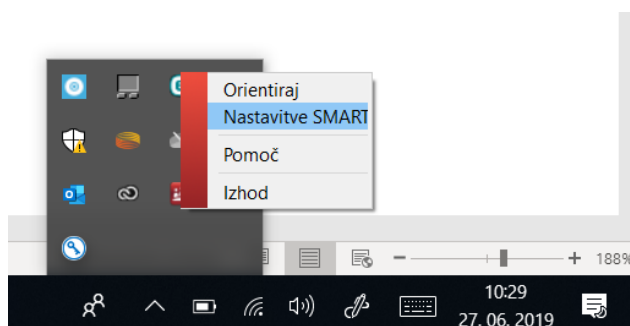 Orientiraj
Nastavitve SMART
Pomoč
Izhod
188%
10:29
27. 06. 2019